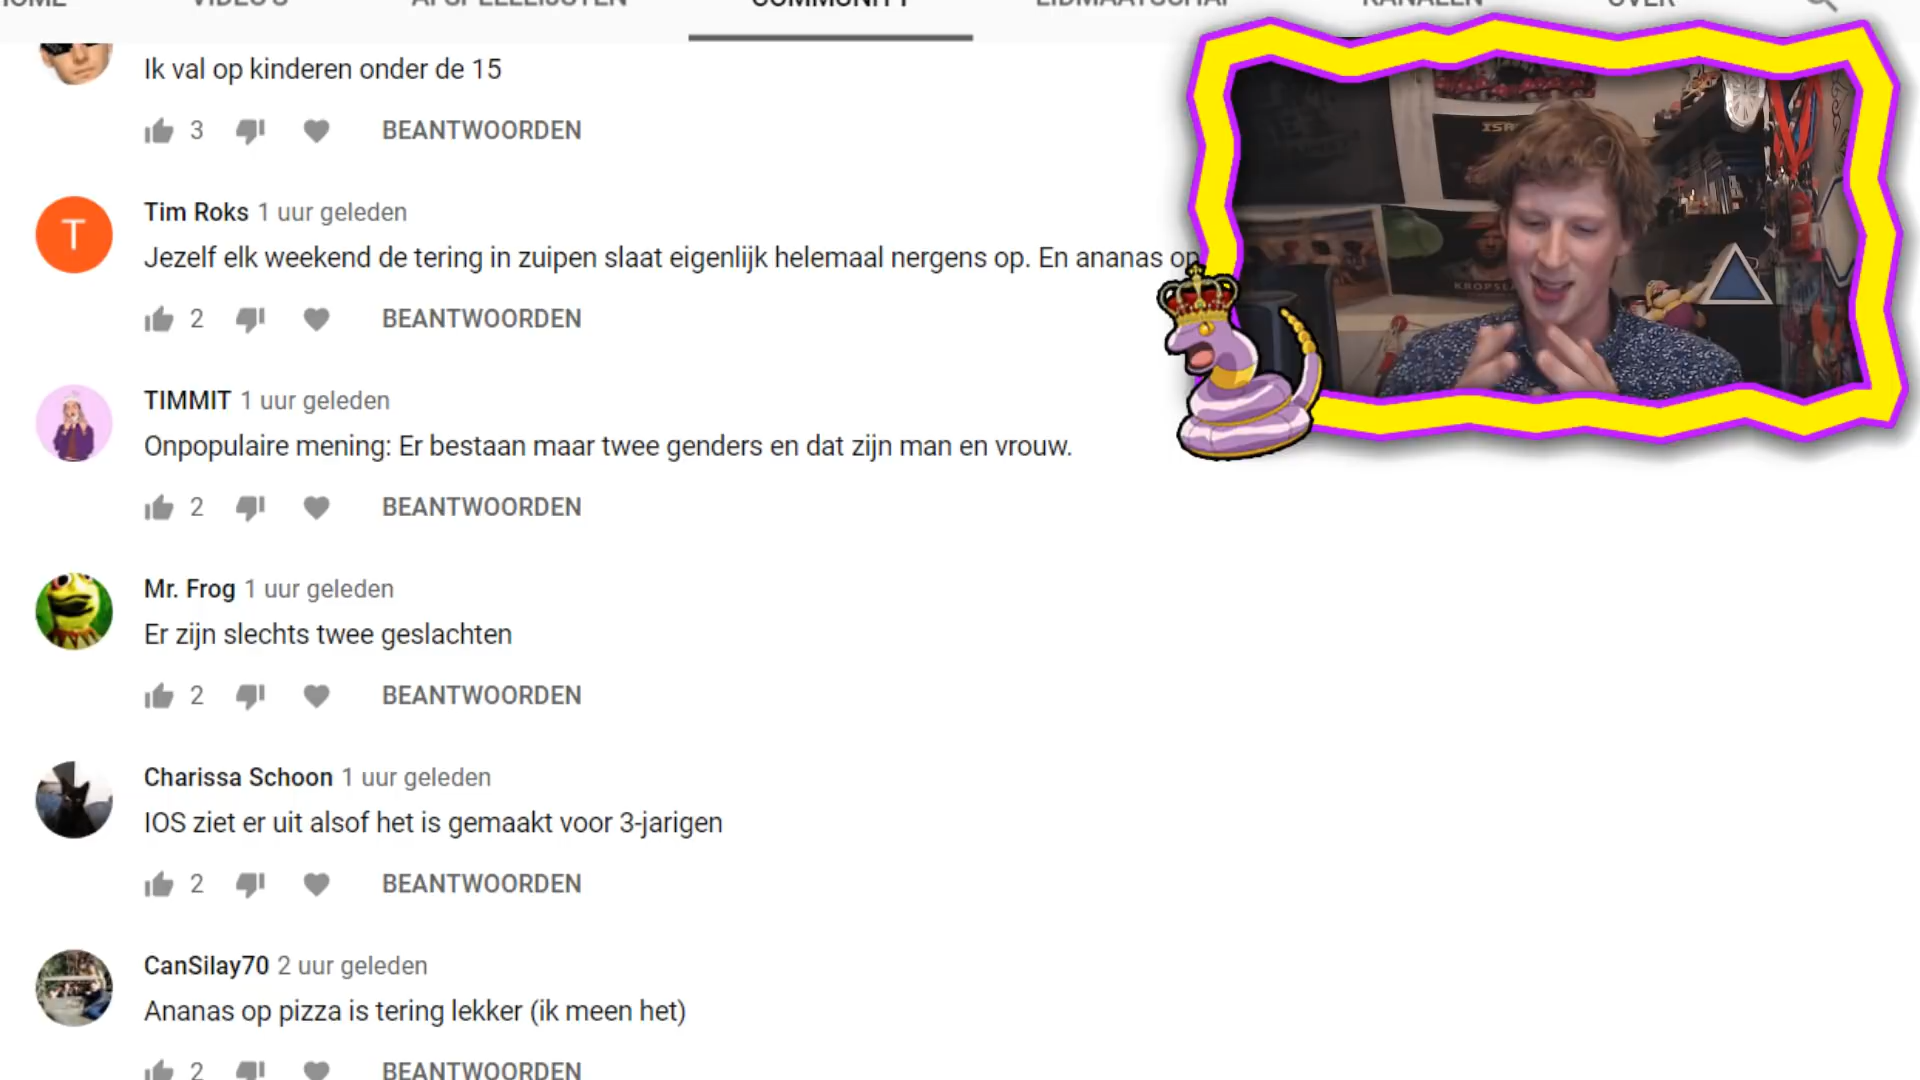 COMMUNITY
Ik val op kinderen onder de 15
3 BEANTWOORDEN
T
Tim Roks 1 uur geleden
Jezelf elk weekend de tering in zuipen slaat eigenlijk helemaal nergens op. En ananas op
2 BEANTWOORDEN
TIMMIT 1 uur geleden
Onpopulaire mening: Er bestaan maar twee genders en dat zijn man en vrouw.
2 BEANTWOORDEN
Mr. Frog 1 uur geleden
Er zijn slechts twee geslachten
2 BEANTWOORDEN
Charissa Schoon 1 uur geleden
IOS ziet er uit alsof het is gemaakt voor 3-jarigen
2 BEANTWOORDEN
CanSilay70 2 uur geleden
Ananas op pizza is tering lekker (ik meen het)
2 BEANTWOORDEN